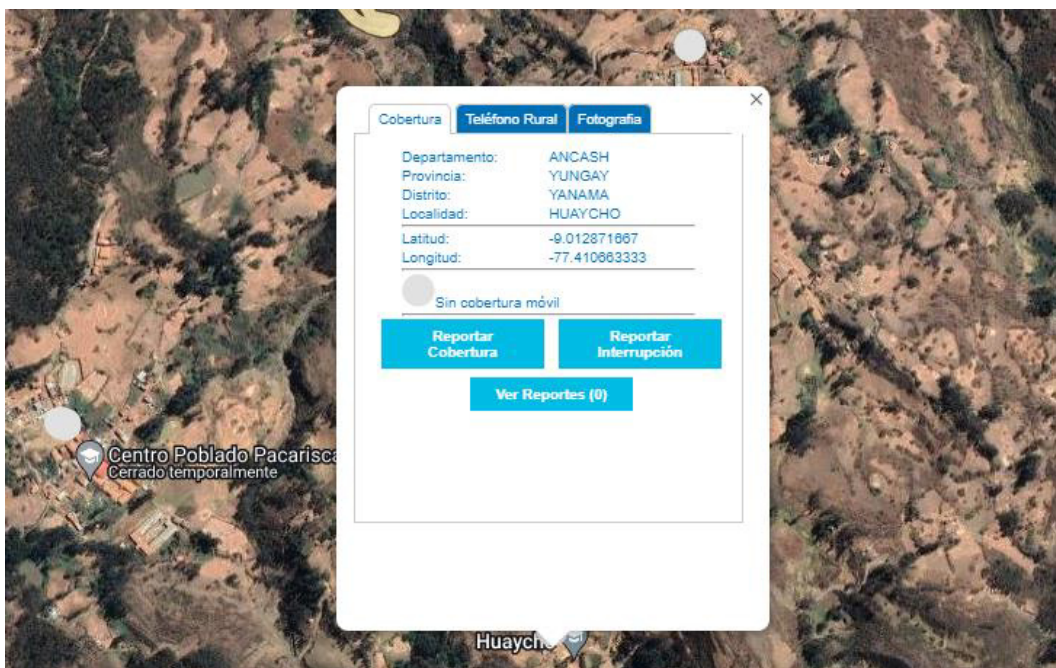 ×
Cobertura Teléfono Rural Fotografia
Departamento: ANCASH
Provincia: YUNGAY
Distrito: YANAMA
Localidad: HUAYCHO
Latitud: -9.012871667
Longitud: -77.410663333
Sin cobertura móvil
Reportar Cobertura
Reportar Interrupción
Ver Reportes (0)
Centro Poblado Pacarisca
Cerrado temporalmente